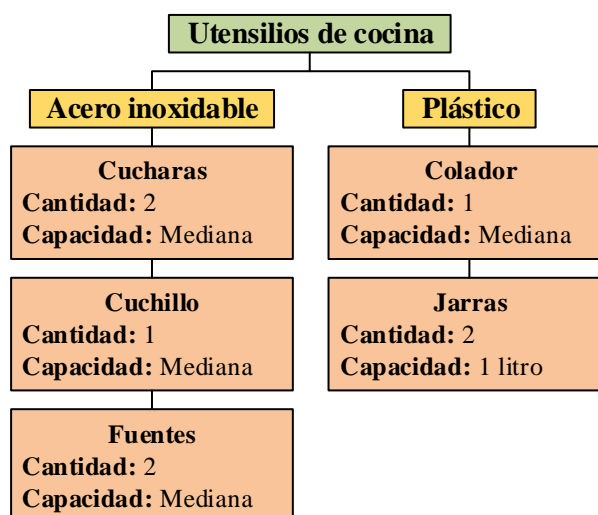 Utensilios de cocina
Acero inoxidable
Cucharas
Cantidad: 2
Capacidad: Mediana
Cuchillo
Cantidad: 1
Capacidad: Mediana
Fuentes
Cantidad: 2
Capacidad: Mediana
Plástico
Colador
Cantidad: 1
Capacidad: Mediana
Jarras
Cantidad: 2
Capacidad: 1 litro